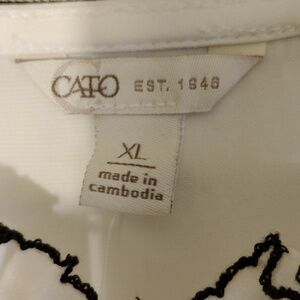 CATO EST. 1946
XL
made in
cambodia